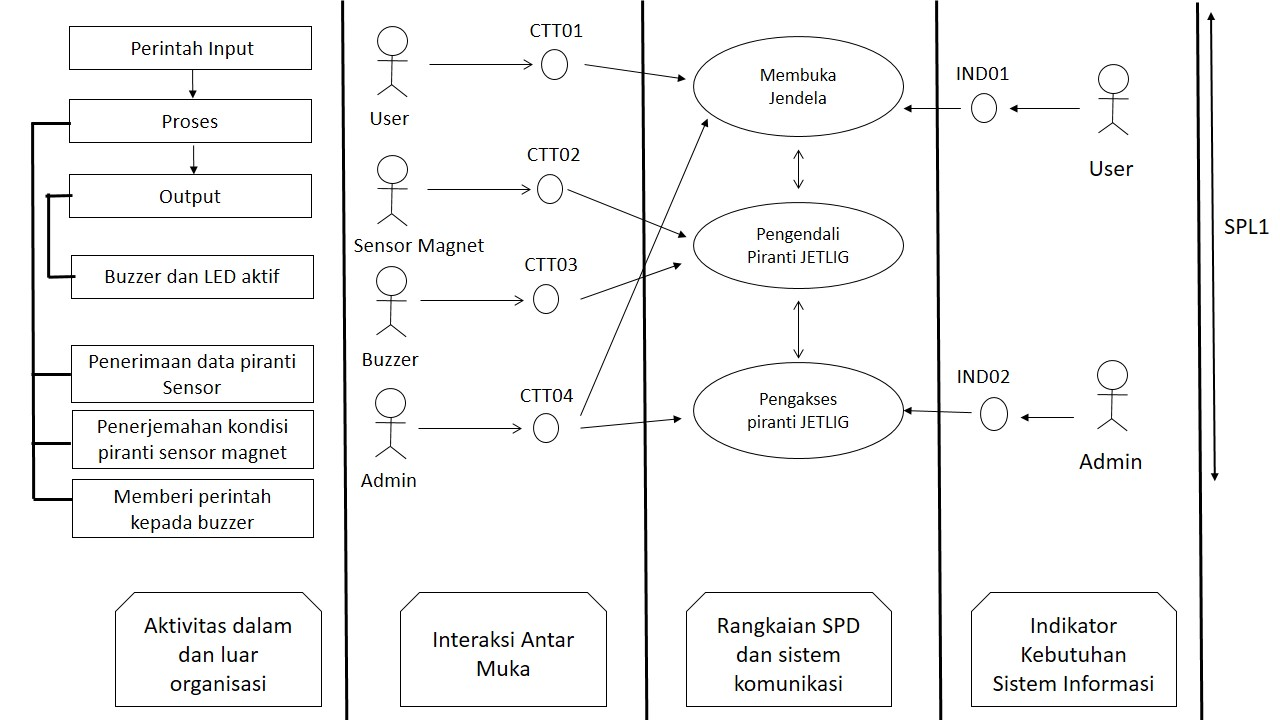 Perintah Input
Proses
Output
Buzzer dan LED aktif
Penerimaan data piranti
Sensor
Penerjemahan kondisi
piranti sensor magnet
Memberi perintah
kepada buzzer
Aktivitas dalam
dan luar
organisasi
CTT01
User
CTT02
Sensor Magnet
CTT03
Buzzer
CTT04
Admin
Interaksi Antar
Muka
Membuka
Jendela
Pengendali
Piranti JETLIG
Pengakses
piranti JETLIG
Rangkaian SPD
dan sistem
komunikasi
IND01
User
IND02
Admin
Indikator
Kebutuhan
Sistem Informasi
SPL1